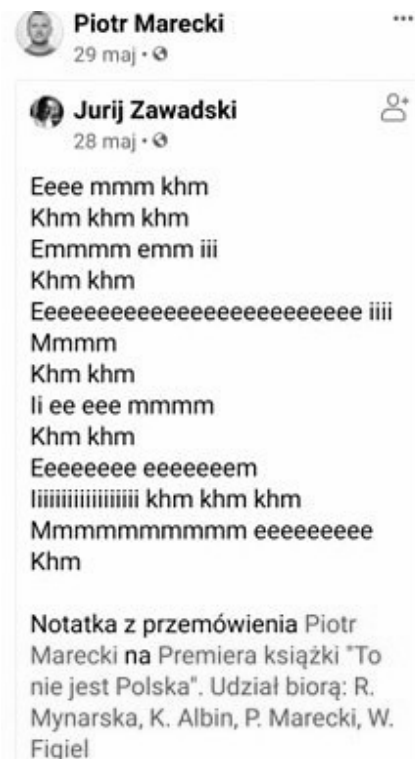 Piotr Marecki
29 maj
Jurij Zawadski
28 maj
Eeee mmm khm
Khm khm khm
Emmmm emm iii
Khm khm
Eeeeeeeeeeeeeeeeeeeeeeeee iiii
Mmmm
Khm khm
Ii ee eee mmmm
Khm khm
Eeeeeeee eeeeeeem
Iiiiiiiiiiiiiiiiiii khm khm khm
Mmmmmmmmmmm eeeeeeeee
Khm
Notatka z przemówienia Piotr
Marecki na Premiera książki "To
nie jest Polska". Udział biorą: R.
Mynarska, K. Albin, P. Marecki, W.
Figiel